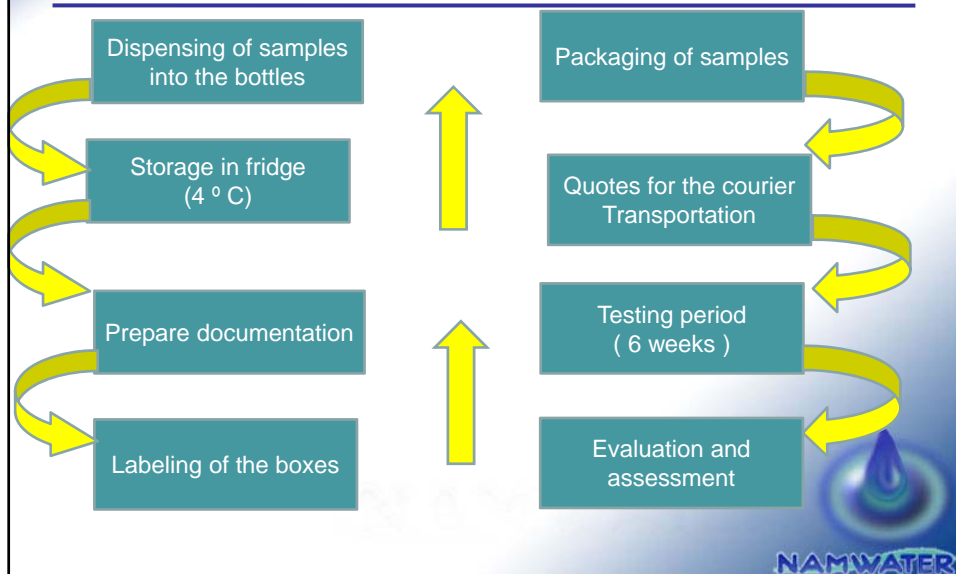 Dispensing of samples
into the bottles
Storage in fridge
(4 º C)
Prepare documentation
Labeling of the boxes
Packaging of samples
Quotes for the courier
Transportation
Testing period
( 6 weeks )
Evaluation and
assessment
NAMWATER